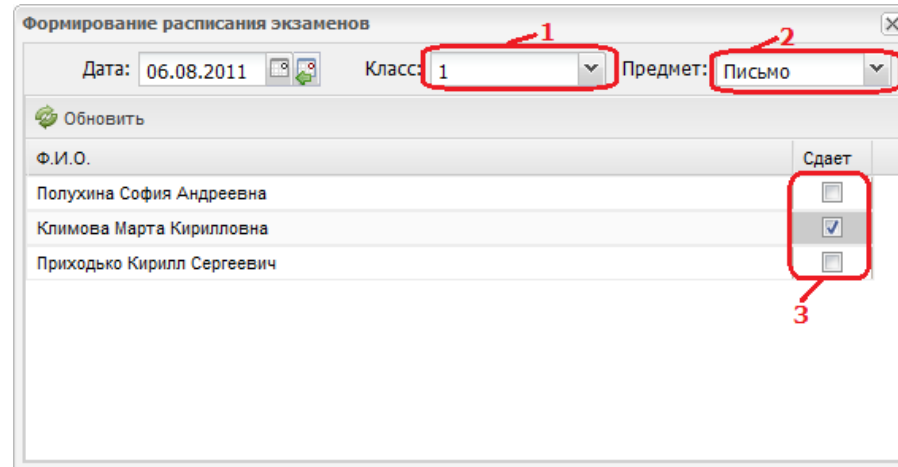 Формирование расписания экзаменов
1
2
Дата: 06.08.2011 Класс: 1 Предмет: Письмо
Обновить
Ф.И.О. Сдает
Полухина София Андреевна
Климова Марта Кирилловна
Приходько Кирилл Сергеевич
3